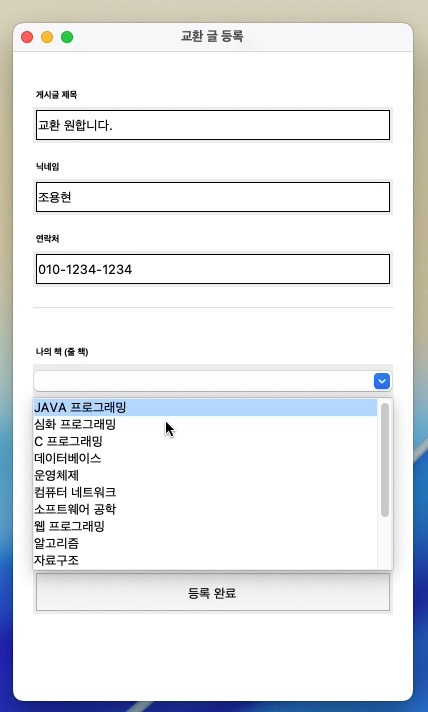 교환 글 등록
게시글 제목
교환 원합니다.
닉네임
조용현
연락처
010-1234-1234
나의 책 (줄 책)
JAVA 프로그래밍
심화 프로그래밍
C 프로그래밍
데이터베이스
운영체제
컴퓨터 네트워크
소프트웨어 공학
웹 프로그래밍
알고리즘
자료구조
등록 완료